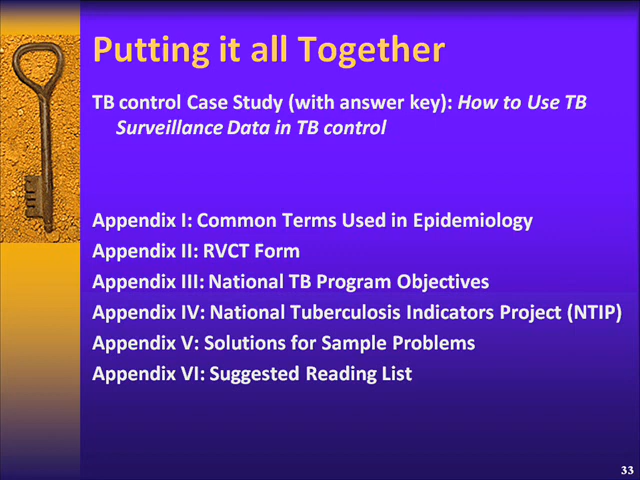 Putting it all Together
TB control Case Study (with answer key): How to Use TB
Surveillance Data in TB control
Appendix I: Common Terms Used in Epidemiology
Appendix II: RVCT Form
Appendix III: National TB Program Objectives
Appendix IV: National Tuberculosis Indicators Project (NTIP)
Appendix V: Solutions for Sample Problems
Appendix VI: Suggested Reading List
33